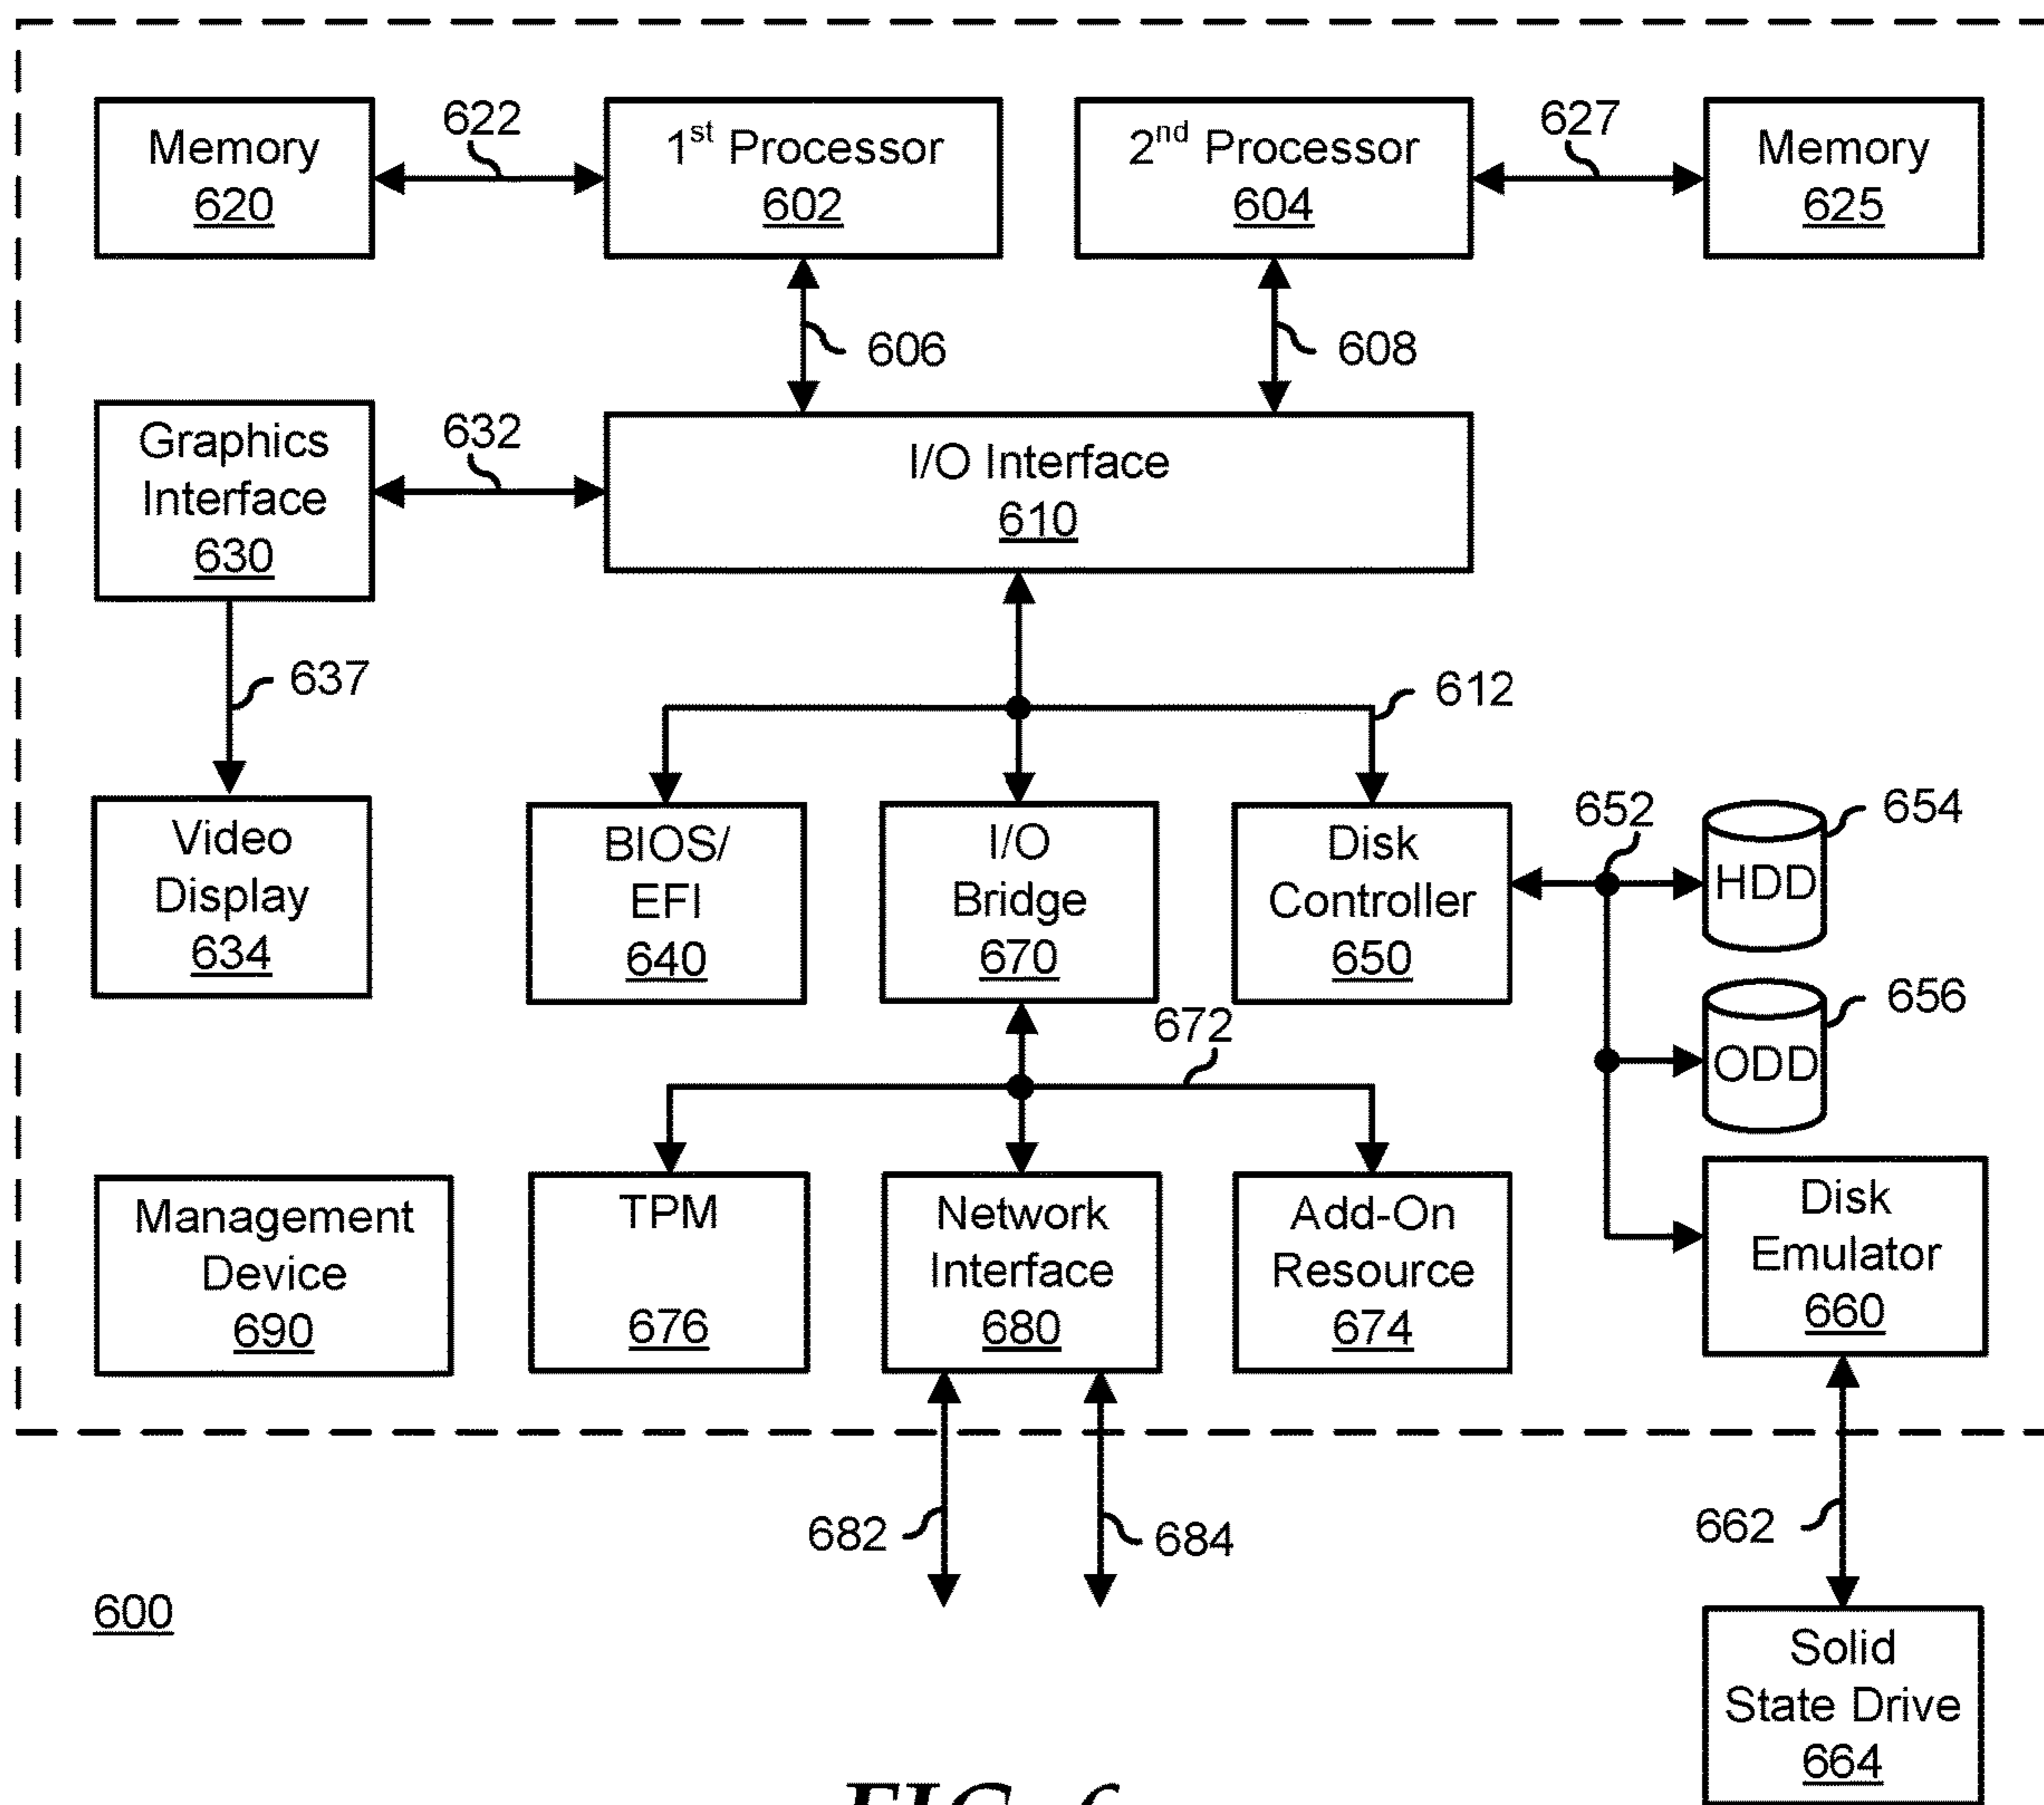 622
627
Memory
620
1st Processor
602
2nd Processor
604
Memory
625
606
608
Graphics
Interface
630
632
I/O Interface
610
637
612
Video
Display
634
BIOS/
EFI
640
I/O
Bridge
670
Disk
Controller
650
652
654
HDD
656
ODD
672
Management
Device
690
TPM
676
Network
Interface
680
Add-On
Resource
674
Disk
Emulator
660
682
684
662
600
Solid
State Drive
664